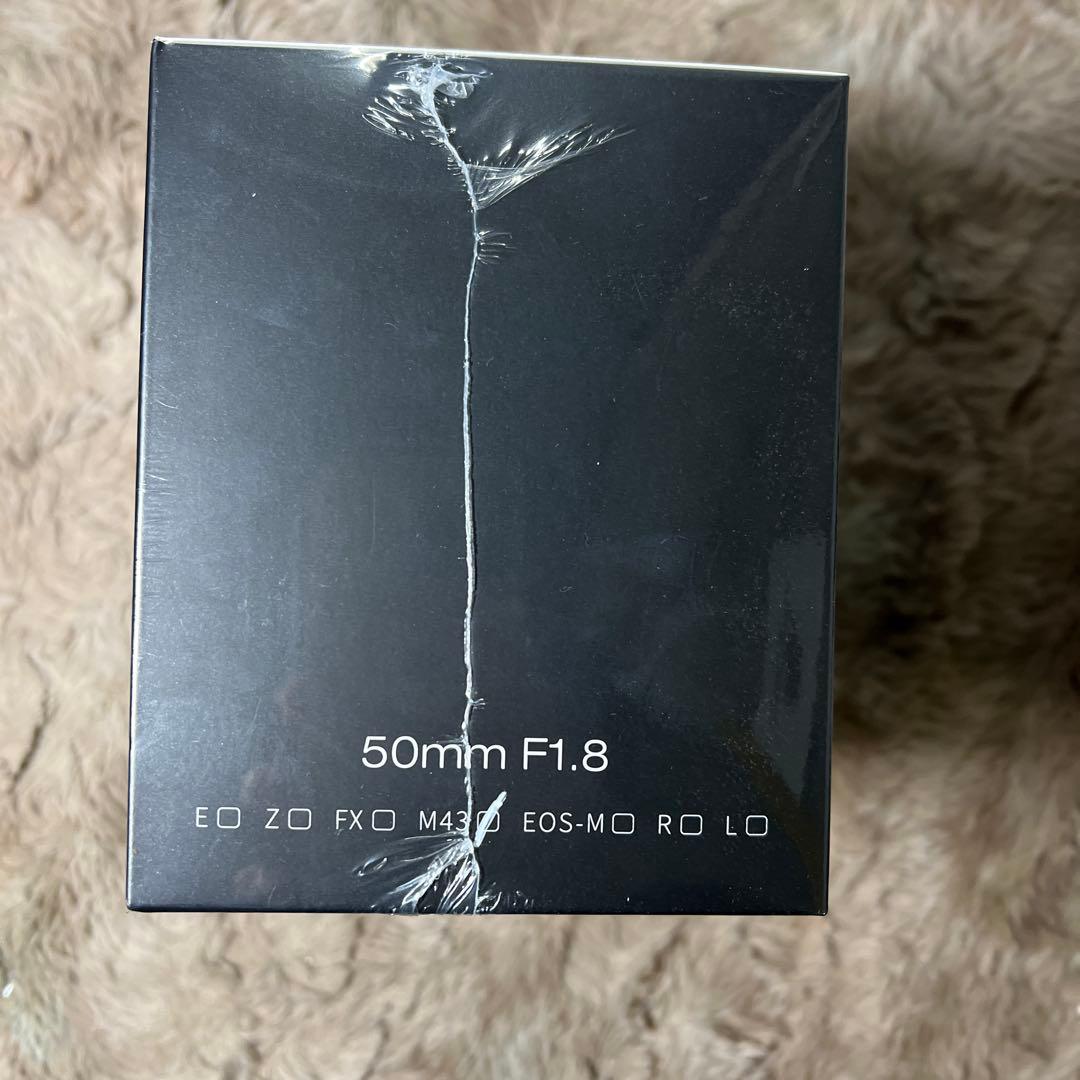 50mm F1.8
E☐ Z☐ FX☐ M43☐ EOS-M☐ R☐ L☐